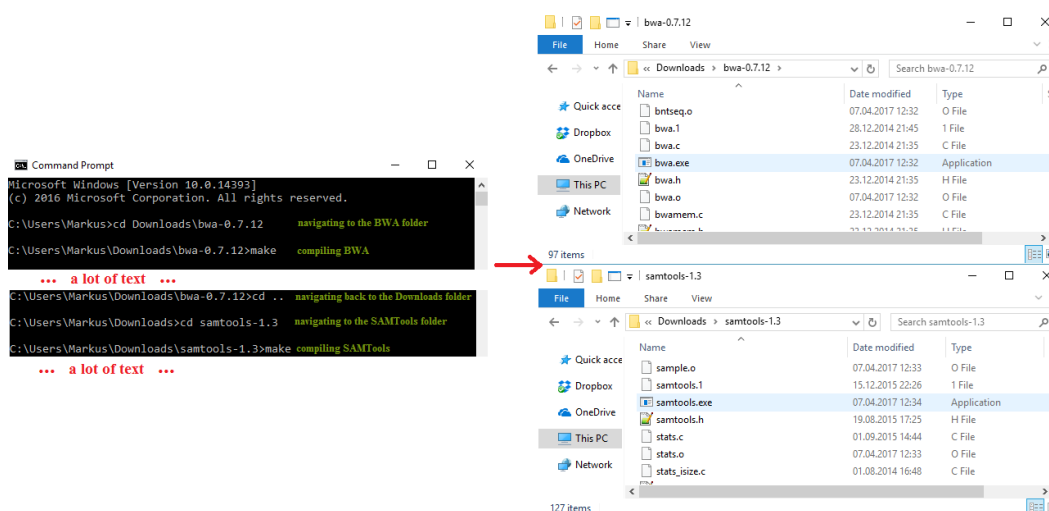 Command Prompt
Microsoft Windows [Version 10.0.14393]
(c) 2016 Microsoft Corporation. All rights reserved.
C:\Users\Markus>cd Downloads\bwa-0.7.12 navigating to the BWA folder
C:\Users\Markus\Downloads\bwa-0.7.12>make compiling BWA
... a lot of text ...
C:\Users\Markus\Downloads\bwa-0.7.12>cd .. navigating back to the Downloads folder
C:\Users\Markus\Downloads>cd samtools-1.3 navigating to the SAMTools folder
C:\Users\Markus\Downloads\samtools-1.3>make compiling SAMTools
... a lot of text ...
bwa-0.7.12
File Home Share View
« Downloads > bwa-0.7.12 > Search bwa-0.7.12
Name Date modified Type
Quick acce
Dropbox
OneDrive
This PC
Network
bntseq.o 07.04.2017 12:32 O File
bwa.1 28.12.2014 21:45 1 File
bwa.c 23.12.2014 21:35 C File
bwa.exe 07.04.2017 12:32 Application
bwa.h 23.12.2014 21:35 H File
bwa.o 07.04.2017 12:32 O File
bwamem.c 23.12.2014 21:35 C File
97 items
samtools-1.3
File Home Share View
« Downloads > samtools-1.3 Search samtools-1.3
Name Date modified Type
Quick acce
Dropbox
OneDrive
This PC
Network
sample.o 07.04.2017 12:33 O File
samtools.1 15.12.2015 22:26 1 File
samtools.exe 07.04.2017 12:34 Application
samtools.h 19.08.2015 17:25 H File
stats.c 01.09.2015 14:44 C File
stats.o 07.04.2017 12:33 O File
stats_isize.c 01.08.2014 16:48 C File
127 items